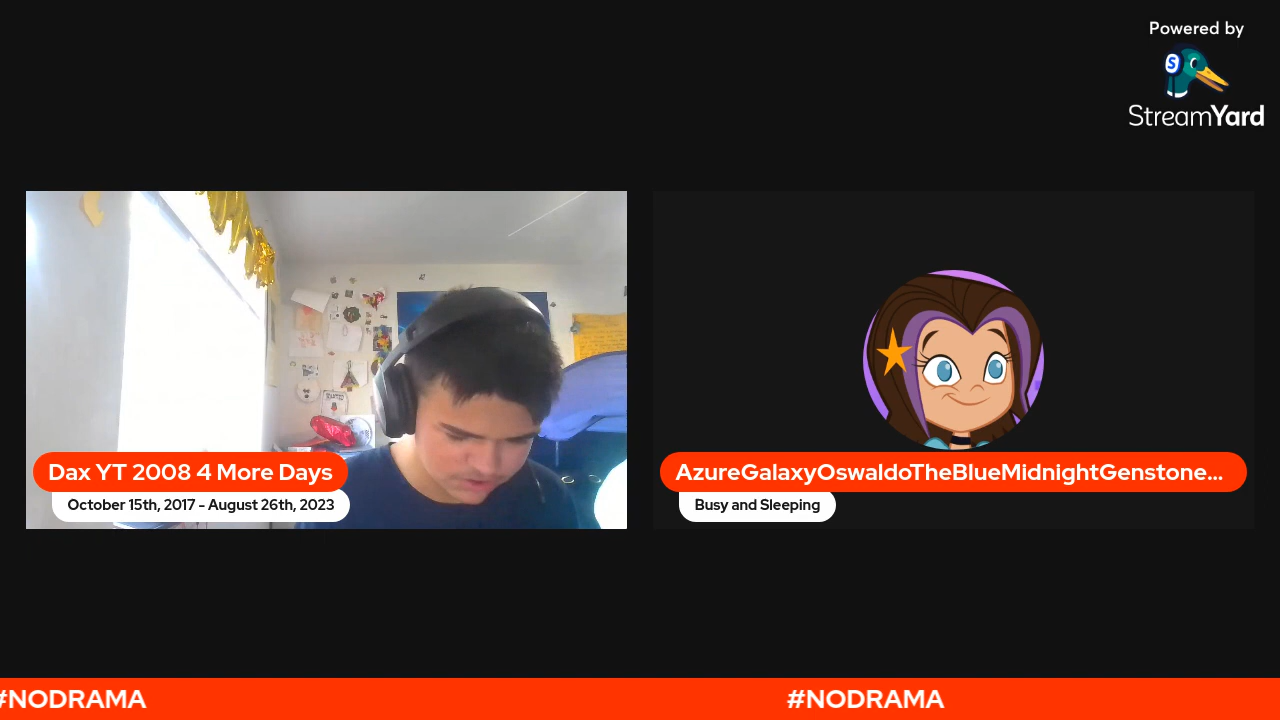 Powered by
S
StreamYard
Dax YT 2008 4 More Days
October 15th, 2017 - August 26th, 2023
AzureGalaxyOswaldoTheBlueMidnightGenstone...
Busy and Sleeping
#NODRAMA #NODRAMA